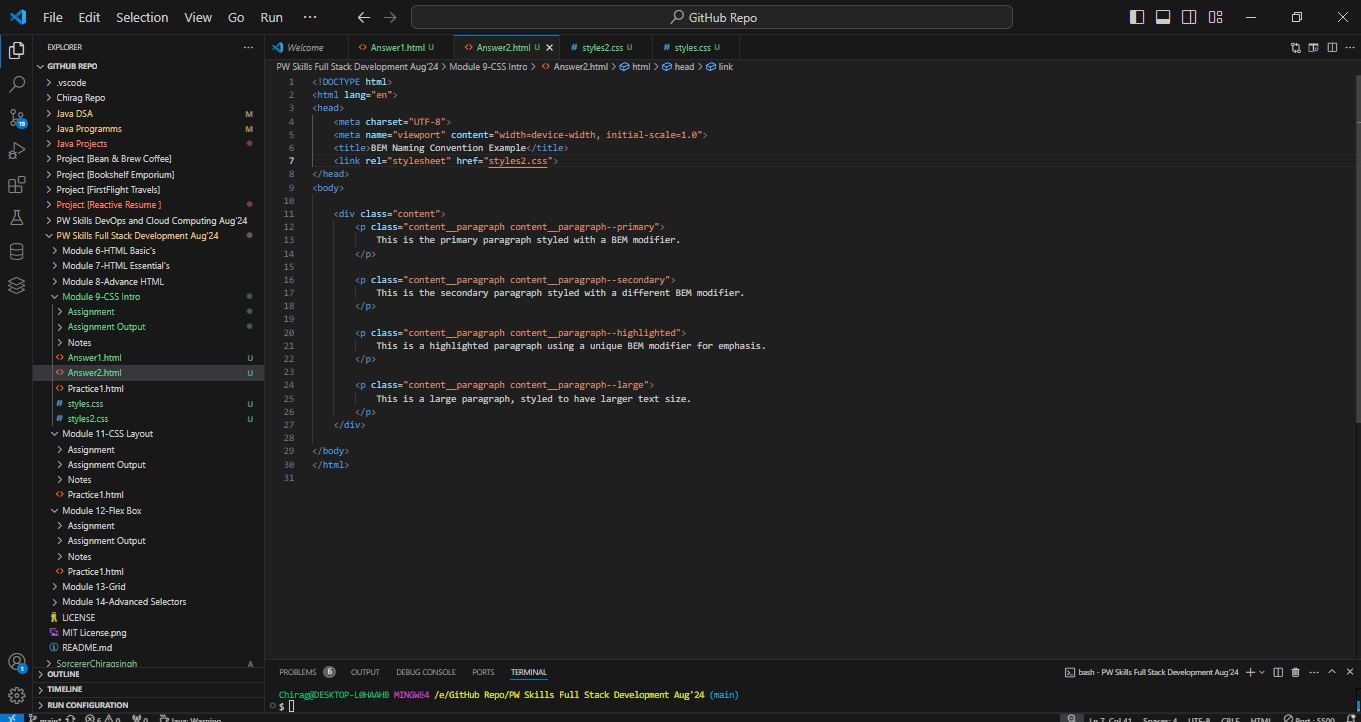 File Edit Selection View Go Run ··· GitHub Repo
EXPLORER ···
GITHUB REPO
.vscode
Chirag Repo
Java DSA M
Java Programms M
Java Projects
Project [Bean & Brew Coffee]
Project [Bookshelf Emporium]
Project [FirstFlight Travels]
Project [Reactive Resume ]
PW Skills DevOps and Cloud Computing Aug'24
PW Skills Full Stack Development Aug'24
Module 6-HTML Basic's
Module 7-HTML Essential's
Module 8-Advance HTML
Module 9-CSS Intro
Assignment
Assignment Output
Notes
Answer1.html U
Answer2.html U
Practice1.html
# styles.css U
# styles2.css U
Module 11-CSS Layout
Assignment
Assignment Output
Notes
Practice1.html
Module 12-Flex Box
Assignment
Assignment Output
Notes
Practice1.html
Module 13-Grid
Module 14-Advanced Selectors
LICENSE
MIT License.png
README.md
SorcererChiragsingh A
OUTLINE
TIMELINE
RUN CONFIGURATION
19
1
Welcome <> Answer1.html U <> Answer2.html U # styles2.css U # styles.css U
PW Skills Full Stack Development Aug'24 > Module 9-CSS Intro > <> Answer2.html > html > head > link
1 <!DOCTYPE html>
2 <html lang="en">
3 <head>
4 <meta charset="UTF-8">
5 <meta name="viewport" content="width=device-width, initial-scale=1.0">
6 <title>BEM Naming Convention Example</title>
7 <link rel="stylesheet" href="styles2.css">
8 </head>
9 <body>
10
11 <div class="content">
12 <p class="content__paragraph content__paragraph--primary">
13 This is the primary paragraph styled with a BEM modifier.
14 </p>
15
16 <p class="content__paragraph content__paragraph--secondary">
17 This is the secondary paragraph styled with a different BEM modifier.
18 </p>
19
20 <p class="content__paragraph content__paragraph--highlighted">
21 This is a highlighted paragraph using a unique BEM modifier for emphasis.
22 </p>
23
24 <p class="content__paragraph content__paragraph--large">
25 This is a large paragraph, styled to have larger text size.
26 </p>
27 </div>
28
29 </body>
30 </html>
31
PROBLEMS 6 OUTPUT DEBUG CONSOLE PORTS TERMINAL bash - PW Skills Full Stack Development Aug'24
Chirag@DESKTOP-L0HAAHB MINGW64 /e/GitHub Repo/PW Skills Full Stack Development Aug'24 (main)
$
main* 6 0 0 Java: Warning Ln 7, Col 41 Spaces: 4 UTF-8 CRLF HTML Port : 5500